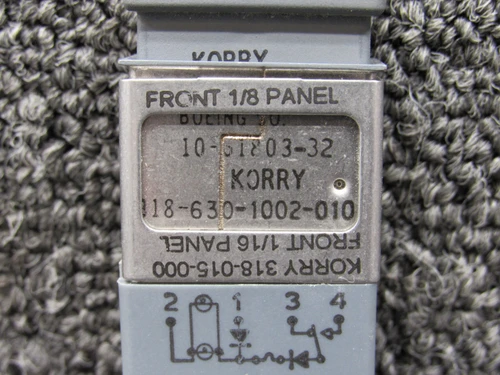 KORRY
FRONT 1/8 PANEL
BOEING CO.
10-61803-32
KORRY
118-630-1002-010
FRONT 1/16 PANEL
KORRY 318-015-000
2 1 3 4